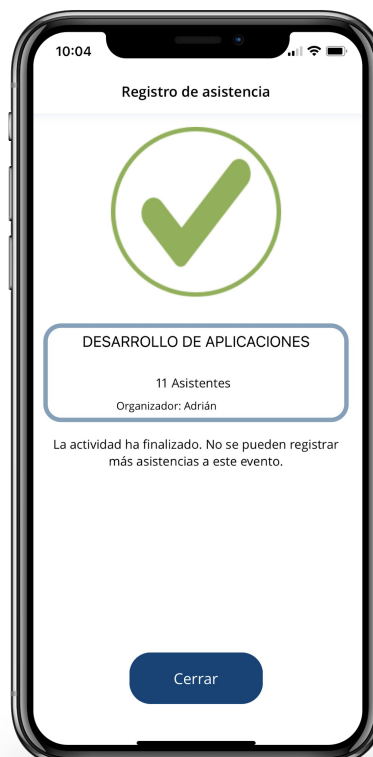 10:04
Registro de asistencia
DESARROLLO DE APLICACIONES
11 Asistentes
Organizador: Adrián
La actividad ha finalizado. No se pueden registrar
más asistencias a este evento.
Cerrar